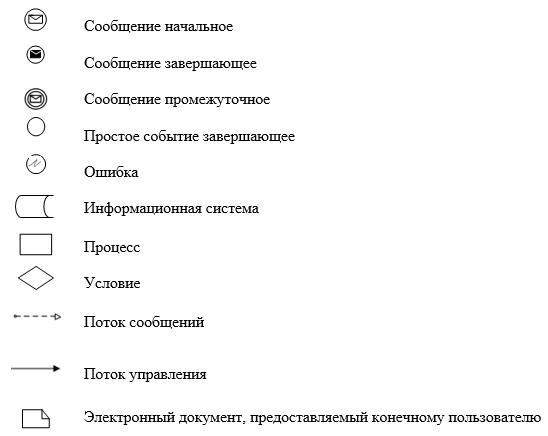 Сообщение начальное
Сообщение завершающее
Сообщение промежуточное
Простое событие завершающее
Ошибка
Информационная система
Процесс
Условие
Поток сообщений
Поток управления
Электронный документ, предоставляемый конечному пользователю